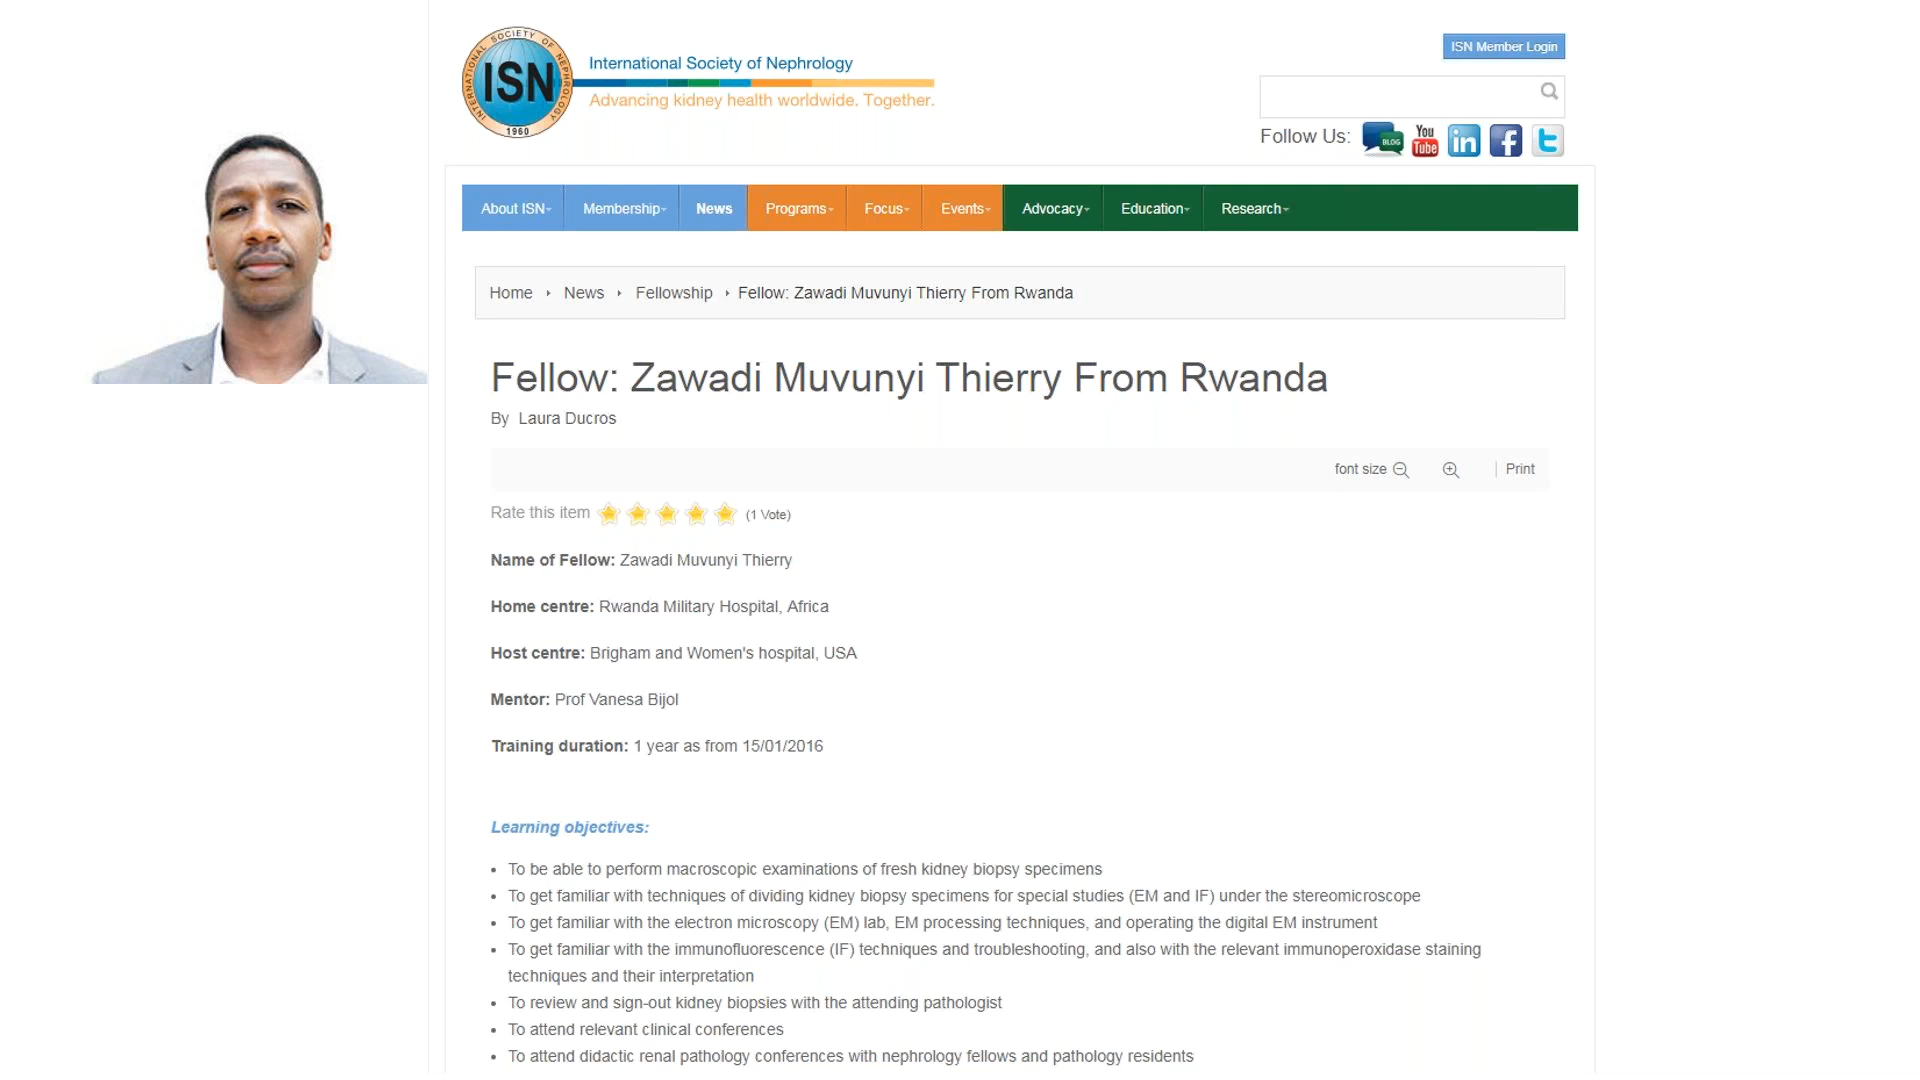 INTERNATIONAL SOCIETY OF NEPHROLOGY
ISN
1960
International Society of Nephrology
Advancing kidney health worldwide. Together.
ISN Member Login
Follow Us: BLOG You Tube in f t
About ISN Membership News Programs Focus Events Advocacy Education Research
Home News Fellowship Fellow: Zawadi Muvunyi Thierry From Rwanda
Fellow: Zawadi Muvunyi Thierry From Rwanda
By Laura Ducros
font size | Print
Rate this item (1 Vote)
Name of Fellow: Zawadi Muvunyi Thierry
Home centre: Rwanda Military Hospital, Africa
Host centre: Brigham and Women's hospital, USA
Mentor: Prof Vanesa Bijol
Training duration: 1 year as from 15/01/2016
Learning objectives:
• To be able to perform macroscopic examinations of fresh kidney biopsy specimens
• To get familiar with techniques of dividing kidney biopsy specimens for special studies (EM and IF) under the stereomicroscope
• To get familiar with the electron microscopy (EM) lab, EM processing techniques, and operating the digital EM instrument
• To get familiar with the immunofluorescence (IF) techniques and troubleshooting, and also with the relevant immunoperoxidase staining
techniques and their interpretation
• To review and sign-out kidney biopsies with the attending pathologist
• To attend relevant clinical conferences
• To attend didactic renal pathology conferences with nephrology fellows and pathology residents